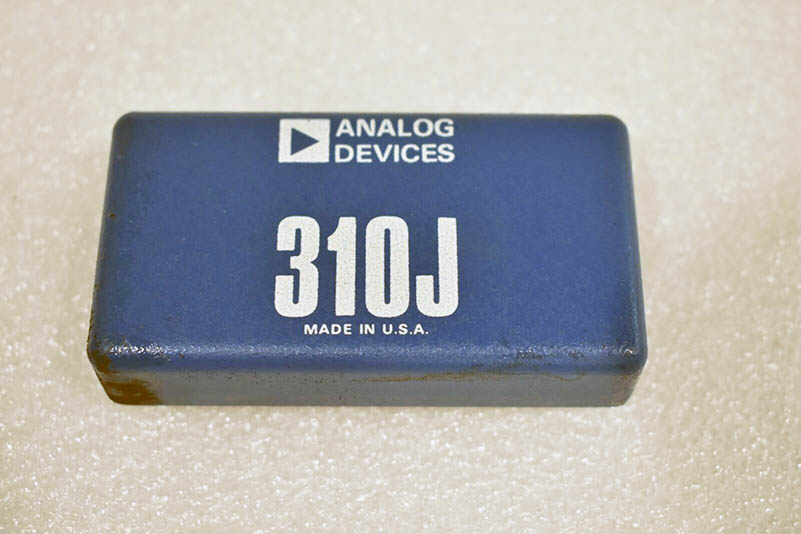 ANALOG
DEVICES
310J
MADE IN U.S.A.